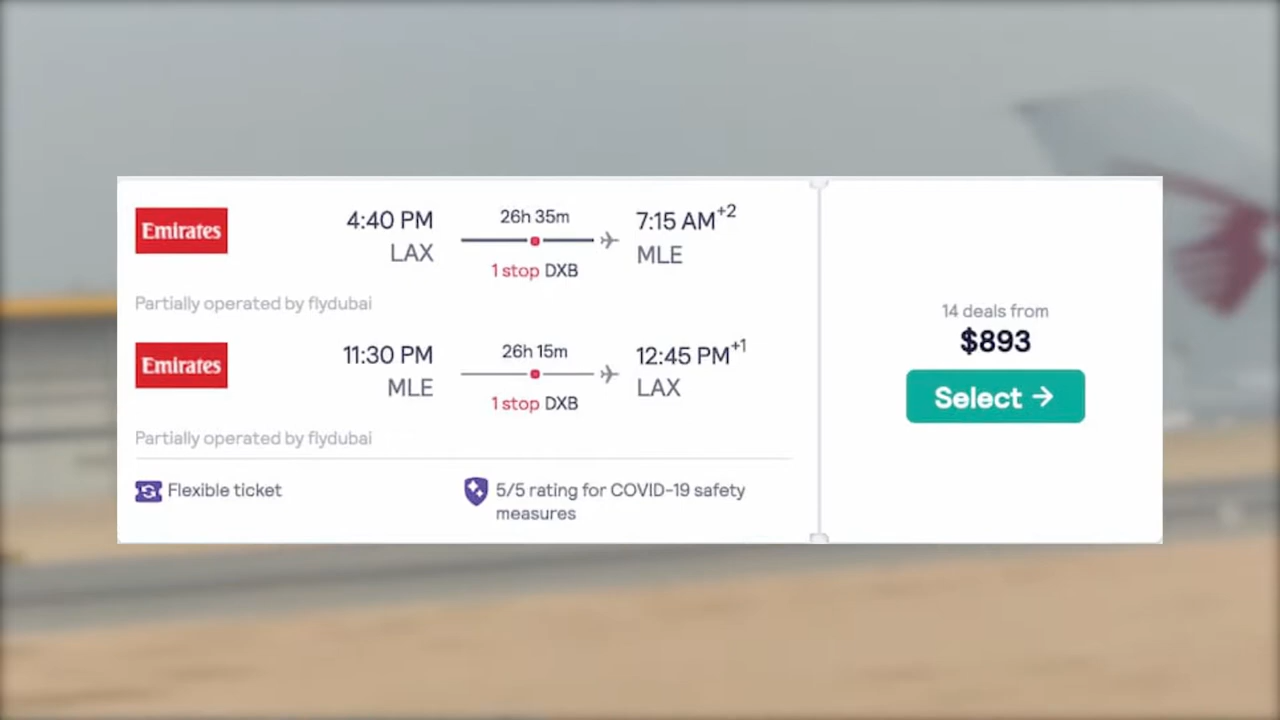 Emirates
4:40 PM
LAX
26h 35m
1 stop DXB
7:15 AM+2
MLE
Partially operated by flydubai
Emirates
11:30 PM
MLE
26h 15m
1 stop DXB
12:45 PM+1
LAX
Partially operated by flydubai
Flexible ticket
5/5 rating for COVID-19 safety
measures
14 deals from
$893
Select →